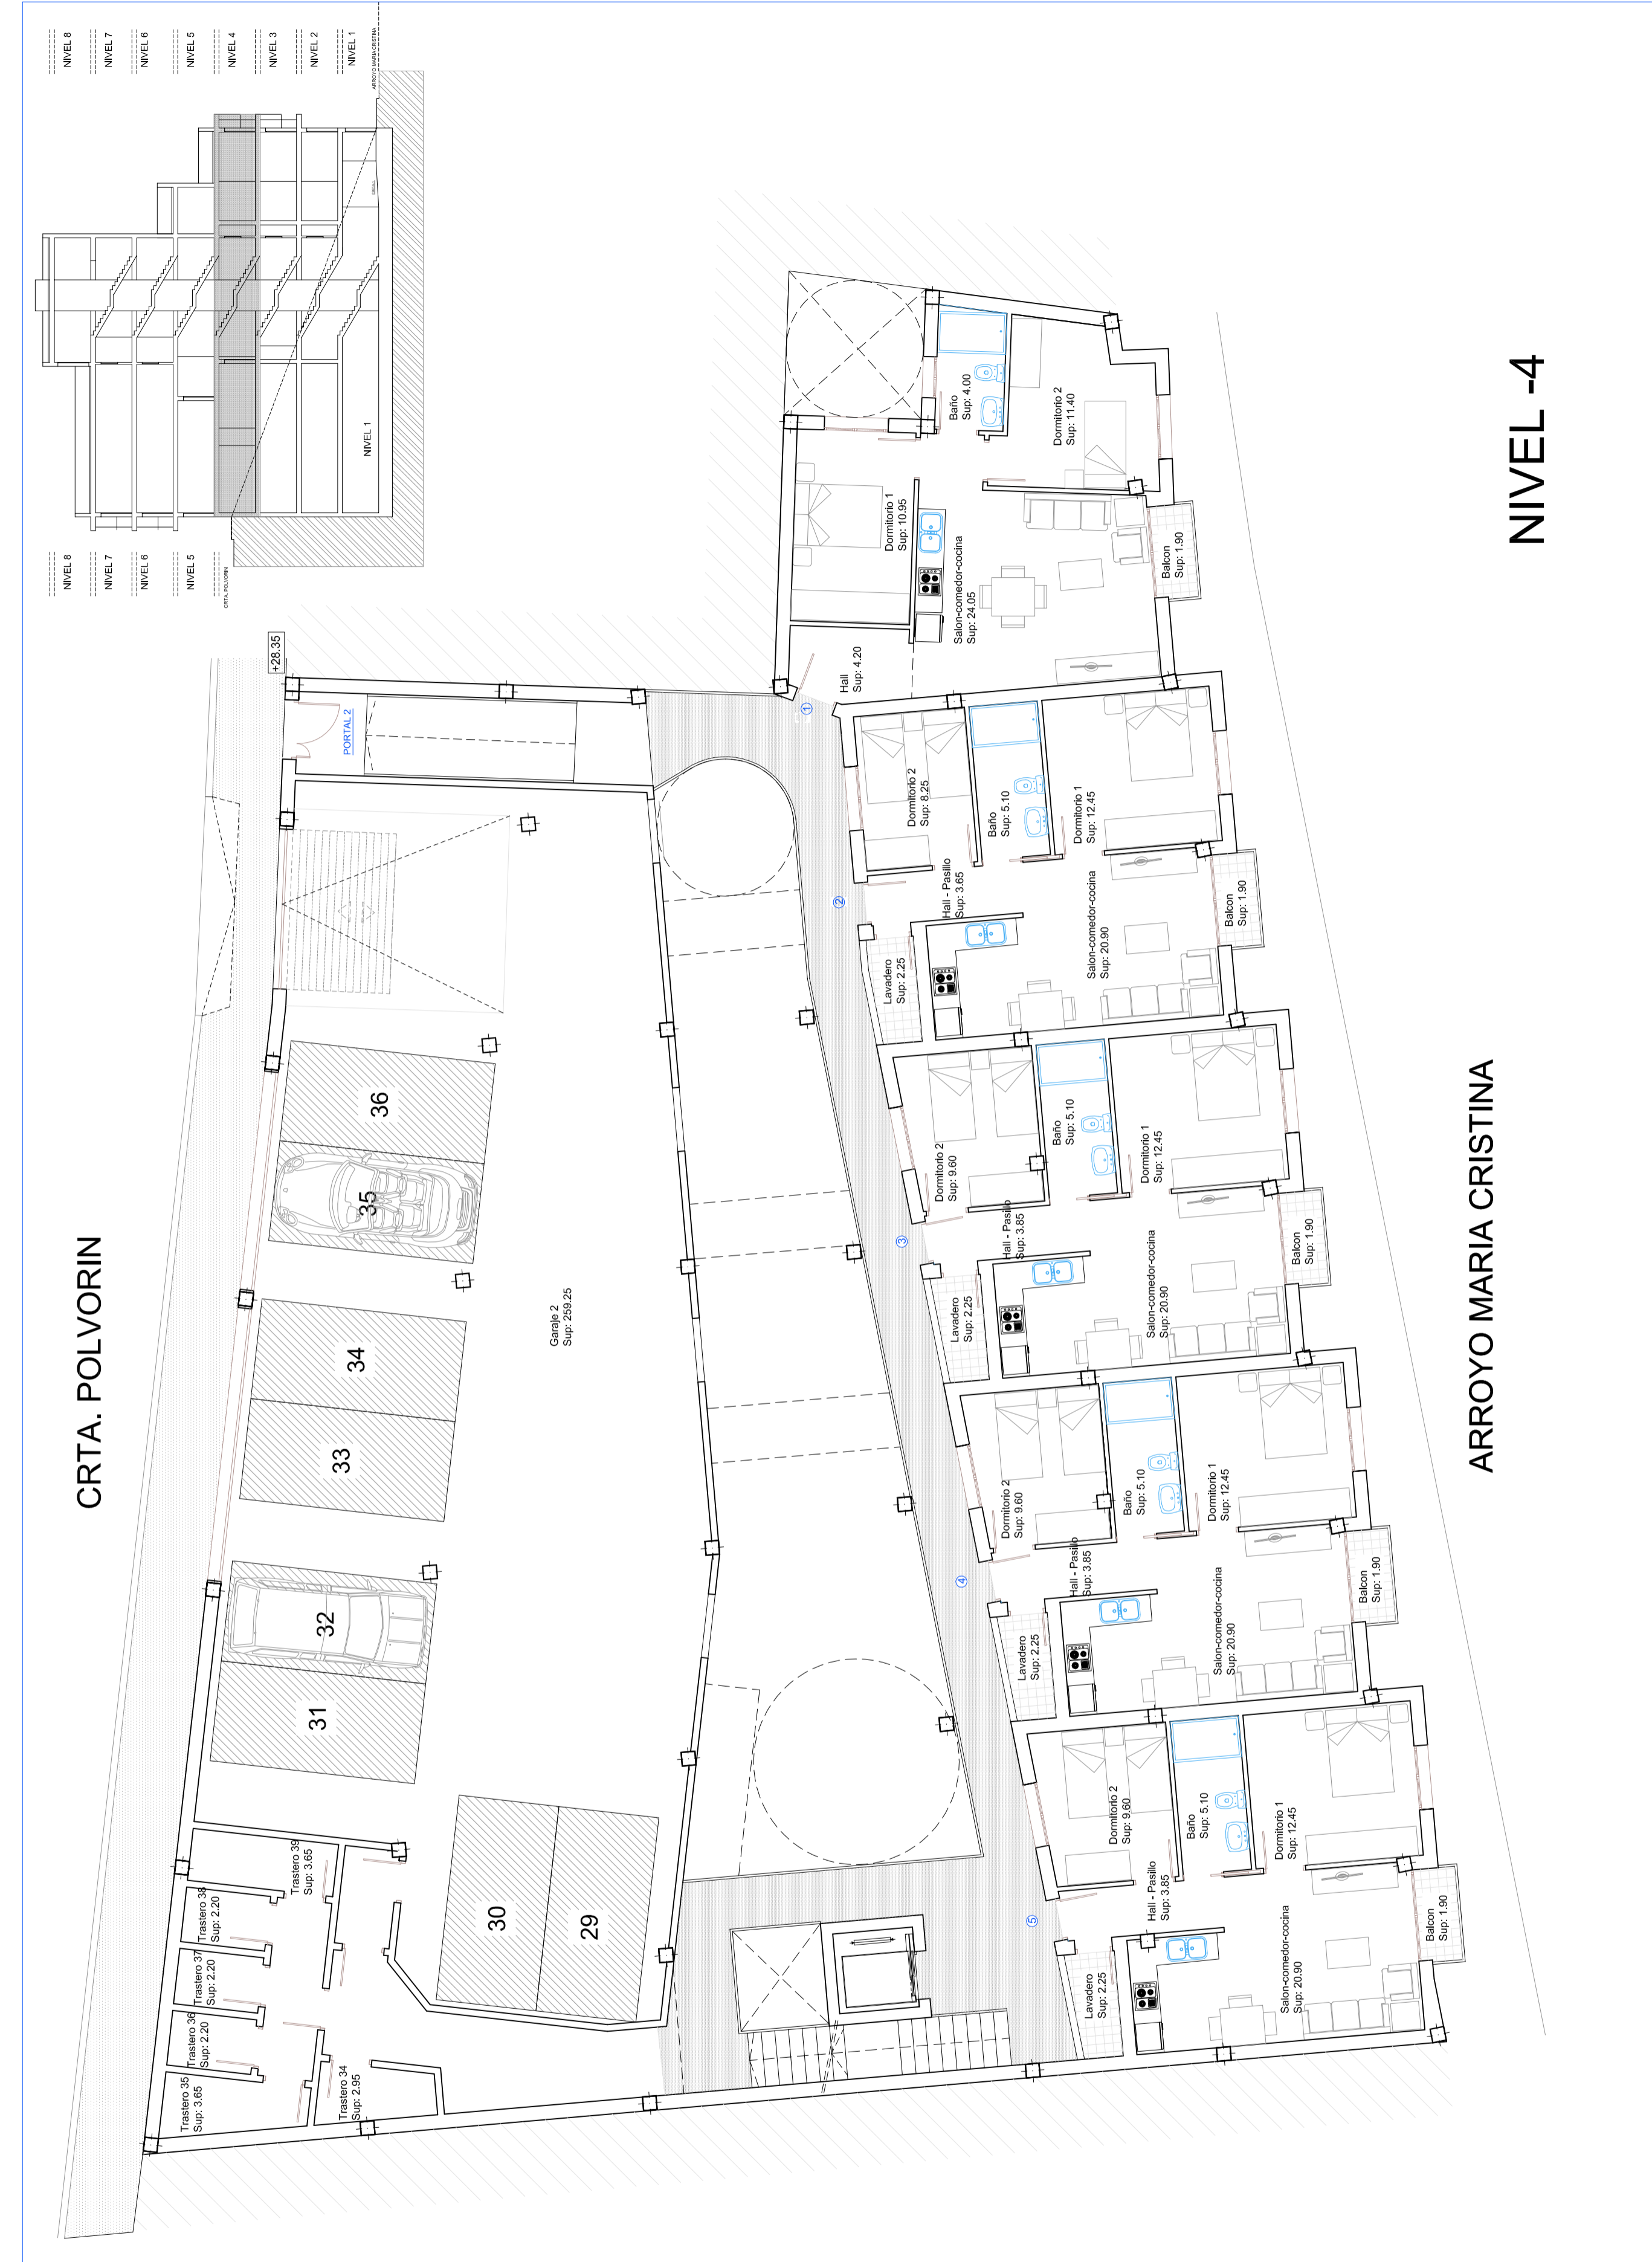 NIVEL 8
NIVEL 7
NIVEL 6
NIVEL 5
NIVEL 4
NIVEL 3
NIVEL 2
NIVEL 1
ARROYO MARIA CRISTINA
NIVEL 1
NIVEL 8
NIVEL 7
NIVEL 6
NIVEL 5
CRTA. POLVORIN
CRTA. POLVORIN
+28.35
PORTAL 2
36
35
34
33
32
31
30
29
Garaje 2
Sup: 259.25
Trastero 39
Sup: 3.65
Trastero 38
Sup: 2.20
Trastero 37
Sup: 2.20
Trastero 36
Sup: 2.20
Trastero 35
Sup: 3.65
Trastero 34
Sup: 2.95
1
Hall
Sup: 4.20
Dormitorio 1
Sup: 10.95
Baño
Sup: 4.00
Dormitorio 2
Sup: 11.40
Salon-comedor-cocina
Sup: 24.05
Balcon
Sup: 1.90
2
Dormitorio 2
Sup: 8.25
Baño
Sup: 5.10
Dormitorio 1
Sup: 12.45
Hall - Pasillo
Sup: 3.65
Lavadero
Sup: 2.25
Salon-comedor-cocina
Sup: 20.90
Balcon
Sup: 1.90
3
Dormitorio 2
Sup: 9.60
Baño
Sup: 5.10
Dormitorio 1
Sup: 12.45
Hall - Pasillo
Sup: 3.85
Lavadero
Sup: 2.25
Salon-comedor-cocina
Sup: 20.90
Balcon
Sup: 1.90
4
Dormitorio 2
Sup: 9.60
Baño
Sup: 5.10
Dormitorio 1
Sup: 12.45
Hall - Pasillo
Sup: 3.85
Lavadero
Sup: 2.25
Salon-comedor-cocina
Sup: 20.90
Balcon
Sup: 1.90
5
Dormitorio 2
Sup: 9.60
Baño
Sup: 5.10
Dormitorio 1
Sup: 12.45
Hall - Pasillo
Sup: 3.85
Lavadero
Sup: 2.25
Salon-comedor-cocina
Sup: 20.90
Balcon
Sup: 1.90
ARROYO MARIA CRISTINA
NIVEL -4